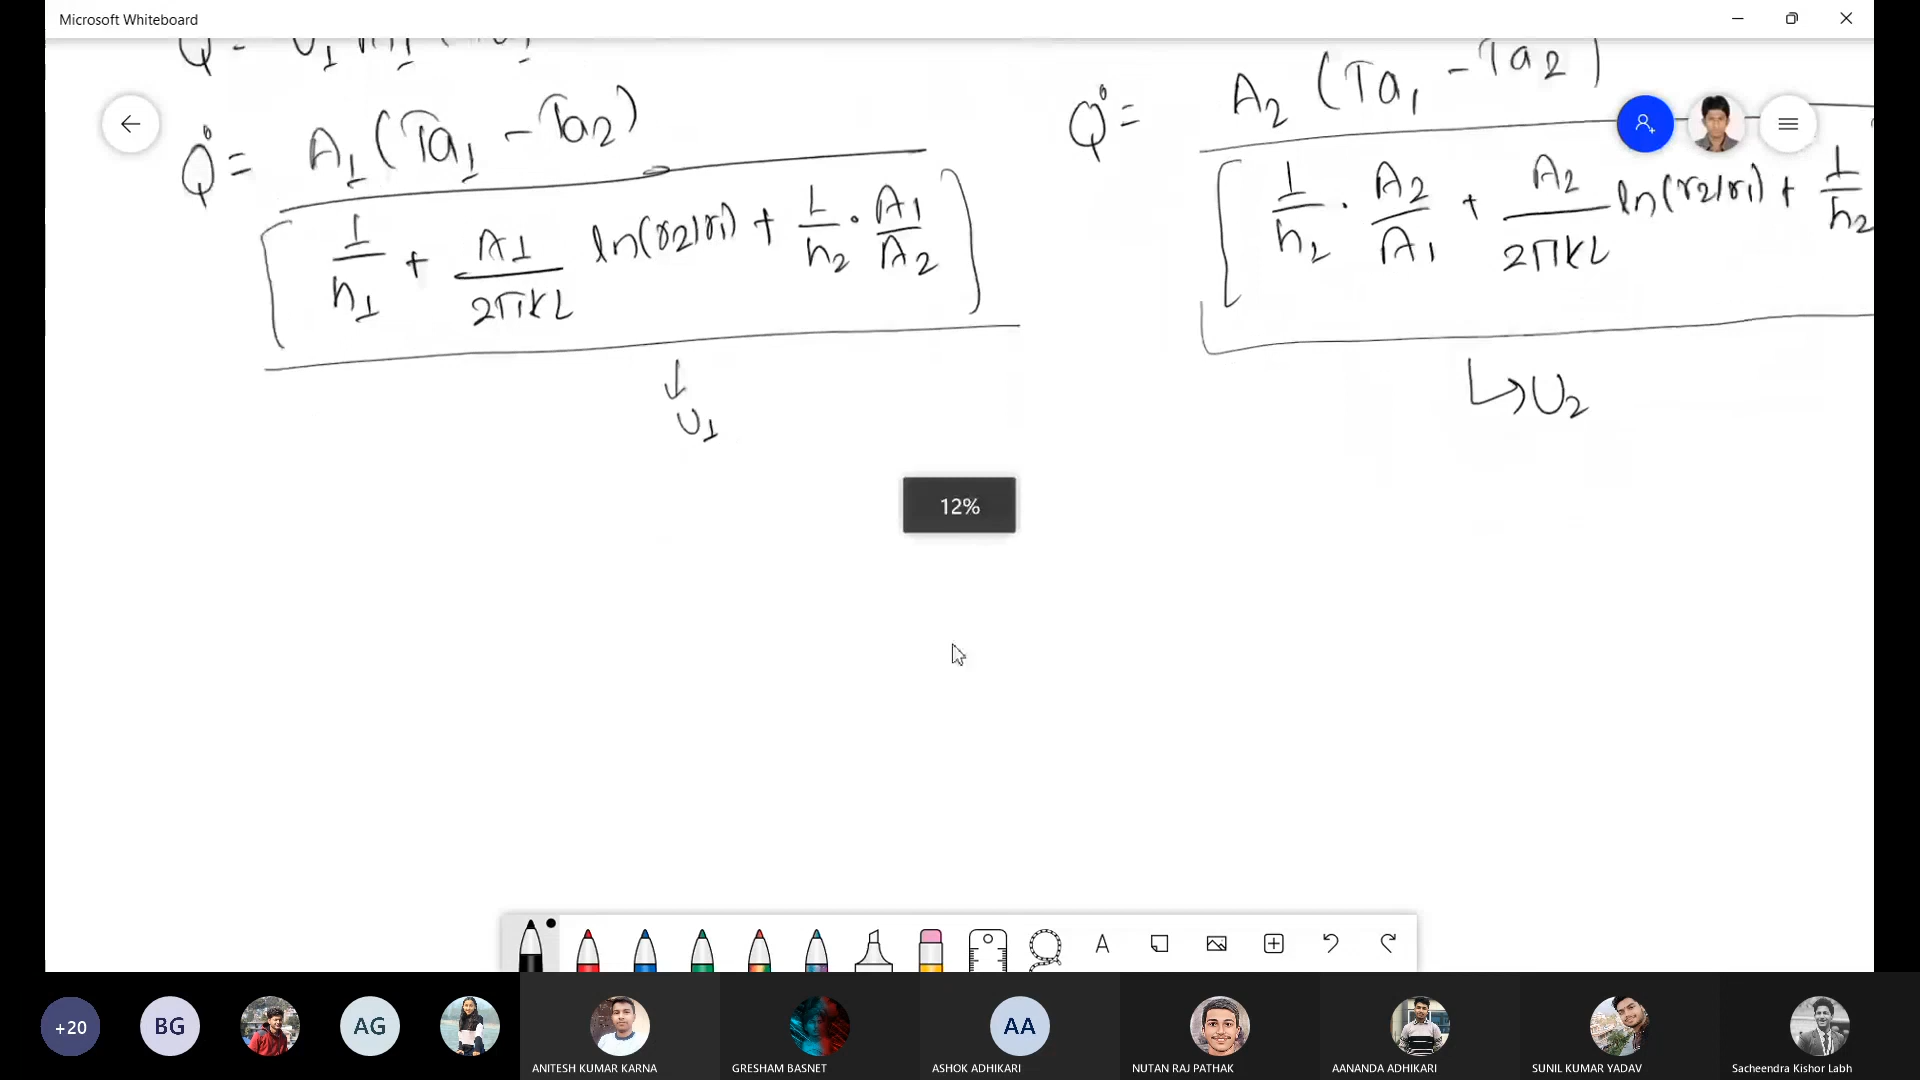 Microsoft Whiteboard
Q̇ = A1 (Ta1 - Ta2)
[ 1/h1 + A1/2πKL ln(r2/r1) + 1/h2 · A1/A2 ]
↓
U1
Q̇ = A2 (Ta1 - Ta2)
[ 1/h2 · A2/A1 + A2/2πKL ln(r2/r1) + 1/h2
↳ U2
12%
A
+20
BG
AG
AA
ANITESH KUMAR KARNA
GRESHAM BASNET
ASHOK ADHIKARI
NUTAN RAJ PATHAK
AANANDA ADHIKARI
SUNIL KUMAR YADAV
Sacheendra Kishor Labh